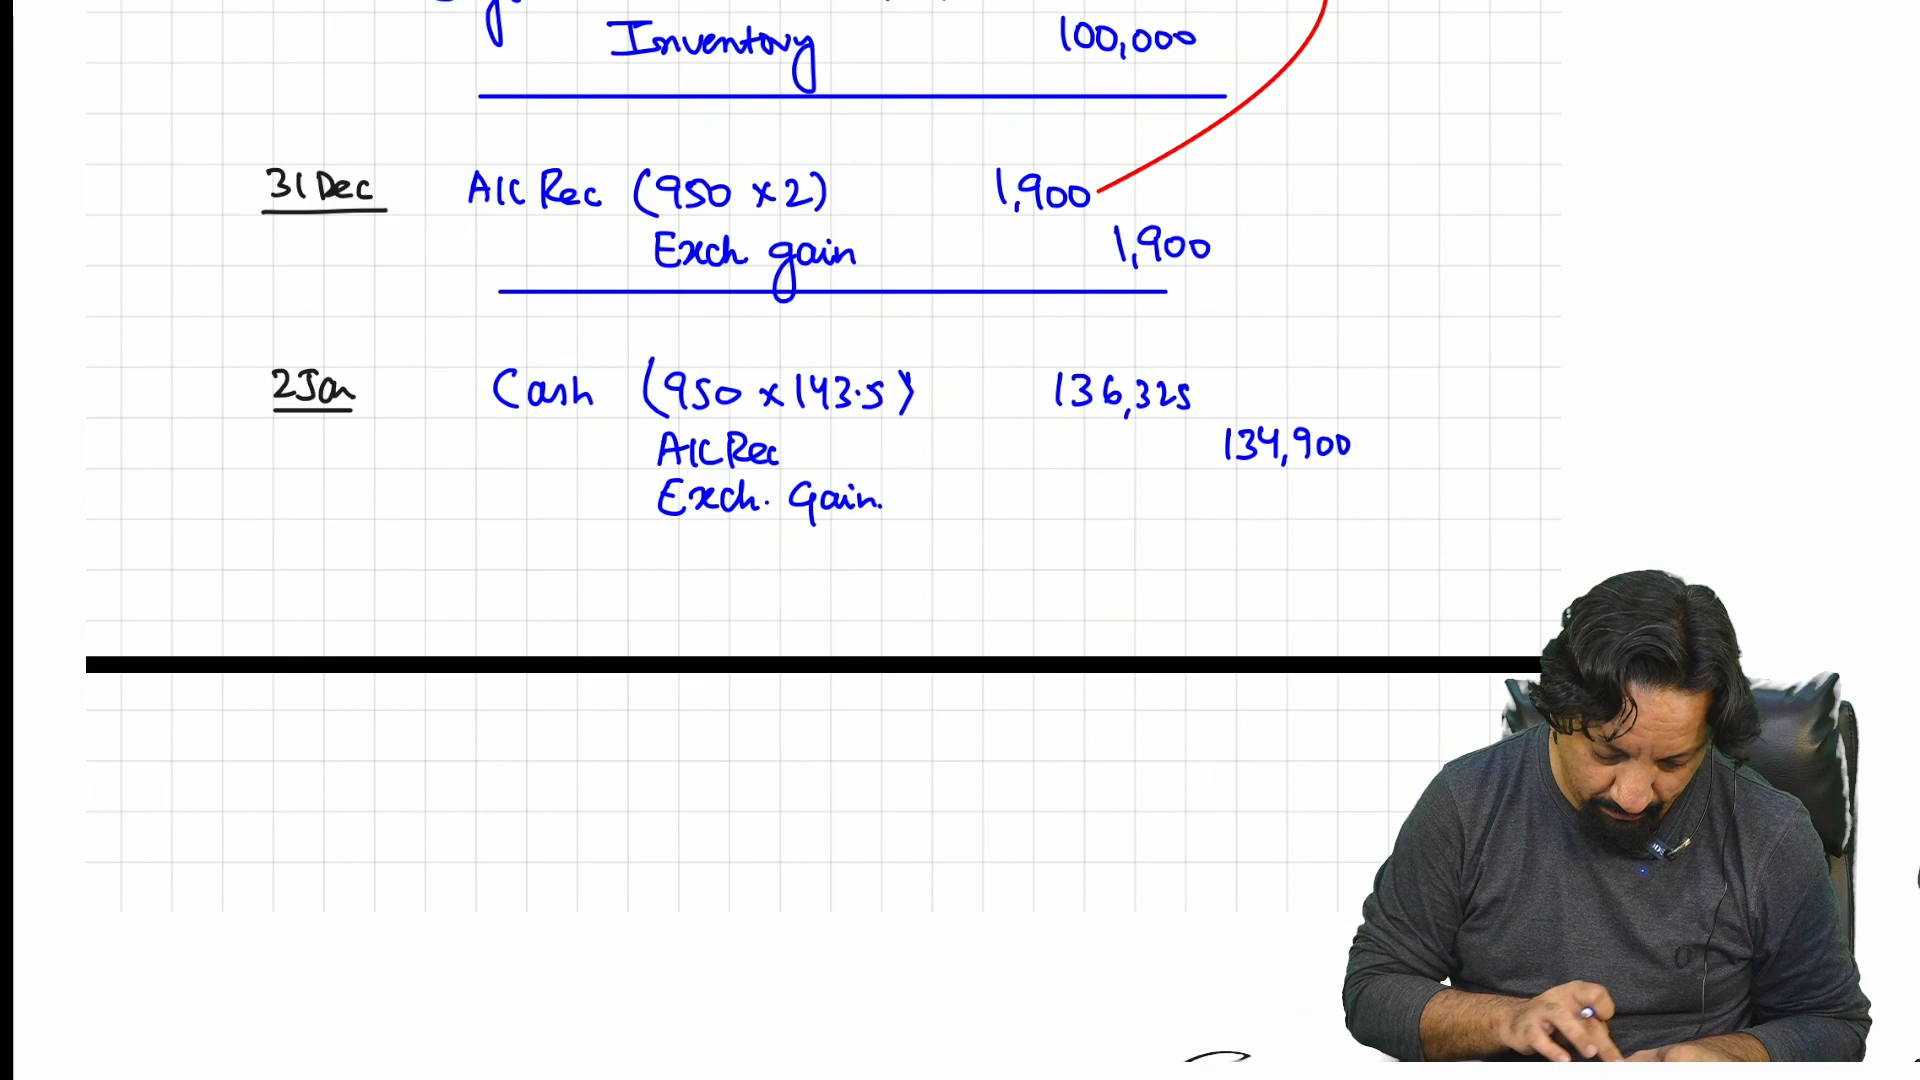 Inventory 100,000
31 Dec A/C Rec (950 × 2) 1,900
Exch gain 1,900
2 Jan Cash (950 × 143.5) 136,325
A/C Rec 134,900
Exch. Gain.